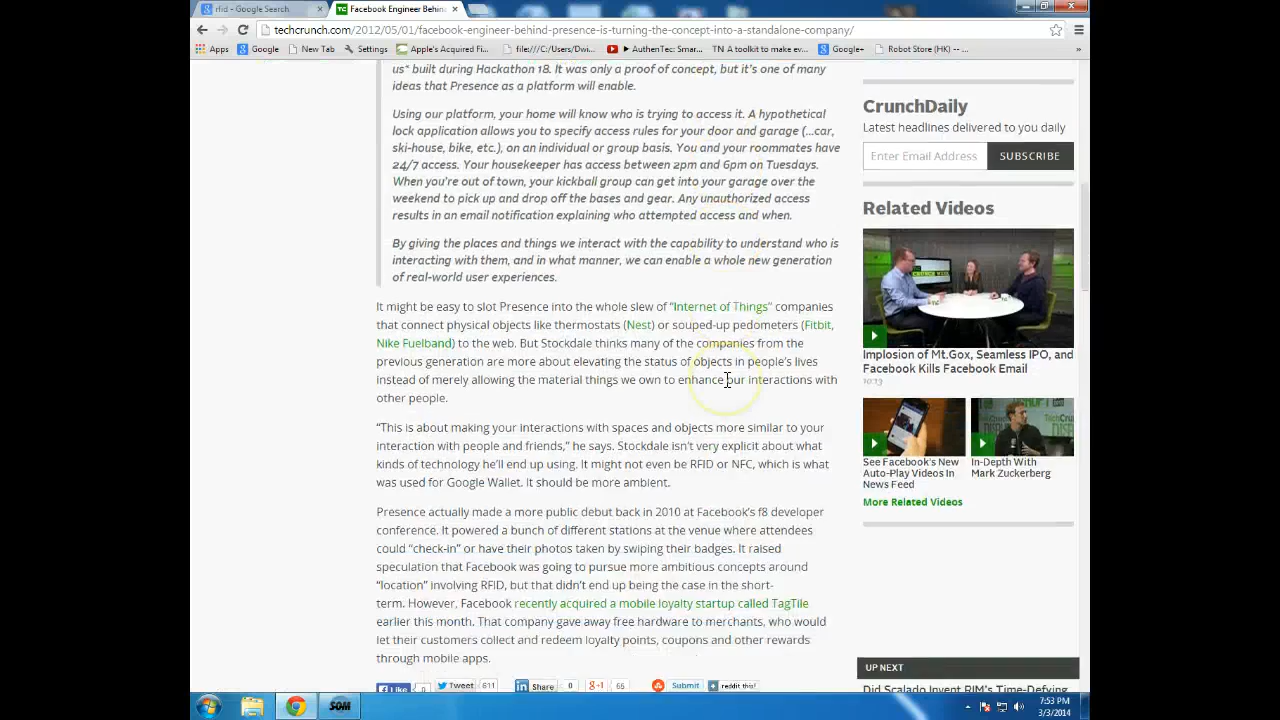 rfid - Google Search
Facebook Engineer Behin
techcrunch.com/2012/05/01/facebook-engineer-behind-presence-is-turning-the-concept-into-a-standalone-company/
Apps Google New Tab Settings Apple's Acquired Fi... file:///C:/Users/Dwi... ▶ AuthenTec: Smar... TN A toolkit to make ev... Google+ Robot Store (HK) --...
us* built during Hackathon 18. It was only a proof of concept, but it's one of many
ideas that Presence as a platform will enable.
Using our platform, your home will know who is trying to access it. A hypothetical
lock application allows you to specify access rules for your door and garage (...car,
ski-house, bike, etc.), on an individual or group basis. You and your roommates have
24/7 access. Your housekeeper has access between 2pm and 6pm on Tuesdays.
When you're out of town, your kickball group can get into your garage over the
weekend to pick up and drop off the bases and gear. Any unauthorized access
results in an email notification explaining who attempted access and when.
By giving the places and things we interact with the capability to understand who is
interacting with them, and in what manner, we can enable a whole new generation
of real-world user experiences.
It might be easy to slot Presence into the whole slew of "Internet of Things" companies
that connect physical objects like thermostats (Nest) or souped-up pedometers (Fitbit,
Nike Fuelband) to the web. But Stockdale thinks many of the companies from the
previous generation are more about elevating the status of objects in people's lives
instead of merely allowing the material things we own to enhance our interactions with
other people.
"This is about making your interactions with spaces and objects more similar to your
interaction with people and friends," he says. Stockdale isn't very explicit about what
kinds of technology he'll end up using. It might not even be RFID or NFC, which is what
was used for Google Wallet. It should be more ambient.
Presence actually made a more public debut back in 2010 at Facebook's f8 developer
conference. It powered a bunch of different stations at the venue where attendees
could "check-in" or have their photos taken by swiping their badges. It raised
speculation that Facebook was going to pursue more ambitious concepts around
"location" involving RFID, but that didn't end up being the case in the short-
term. However, Facebook recently acquired a mobile loyalty startup called TagTile
earlier this month. That company gave away free hardware to merchants, who would
let their customers collect and redeem loyalty points, coupons and other rewards
through mobile apps.
Like 0 Tweet 611 Share 0 +1 65 Submit reddit this!
CrunchDaily
Latest headlines delivered to you daily
Enter Email Address SUBSCRIBE
Related Videos
Implosion of Mt.Gox, Seamless IPO, and
Facebook Kills Facebook Email
10:13
See Facebook's New
Auto-Play Videos In
News Feed
In-Depth With
Mark Zuckerberg
More Related Videos
UP NEXT
Did Scalado Invent RIM's Time-Defying
SOM
7:53 PM
3/3/2014